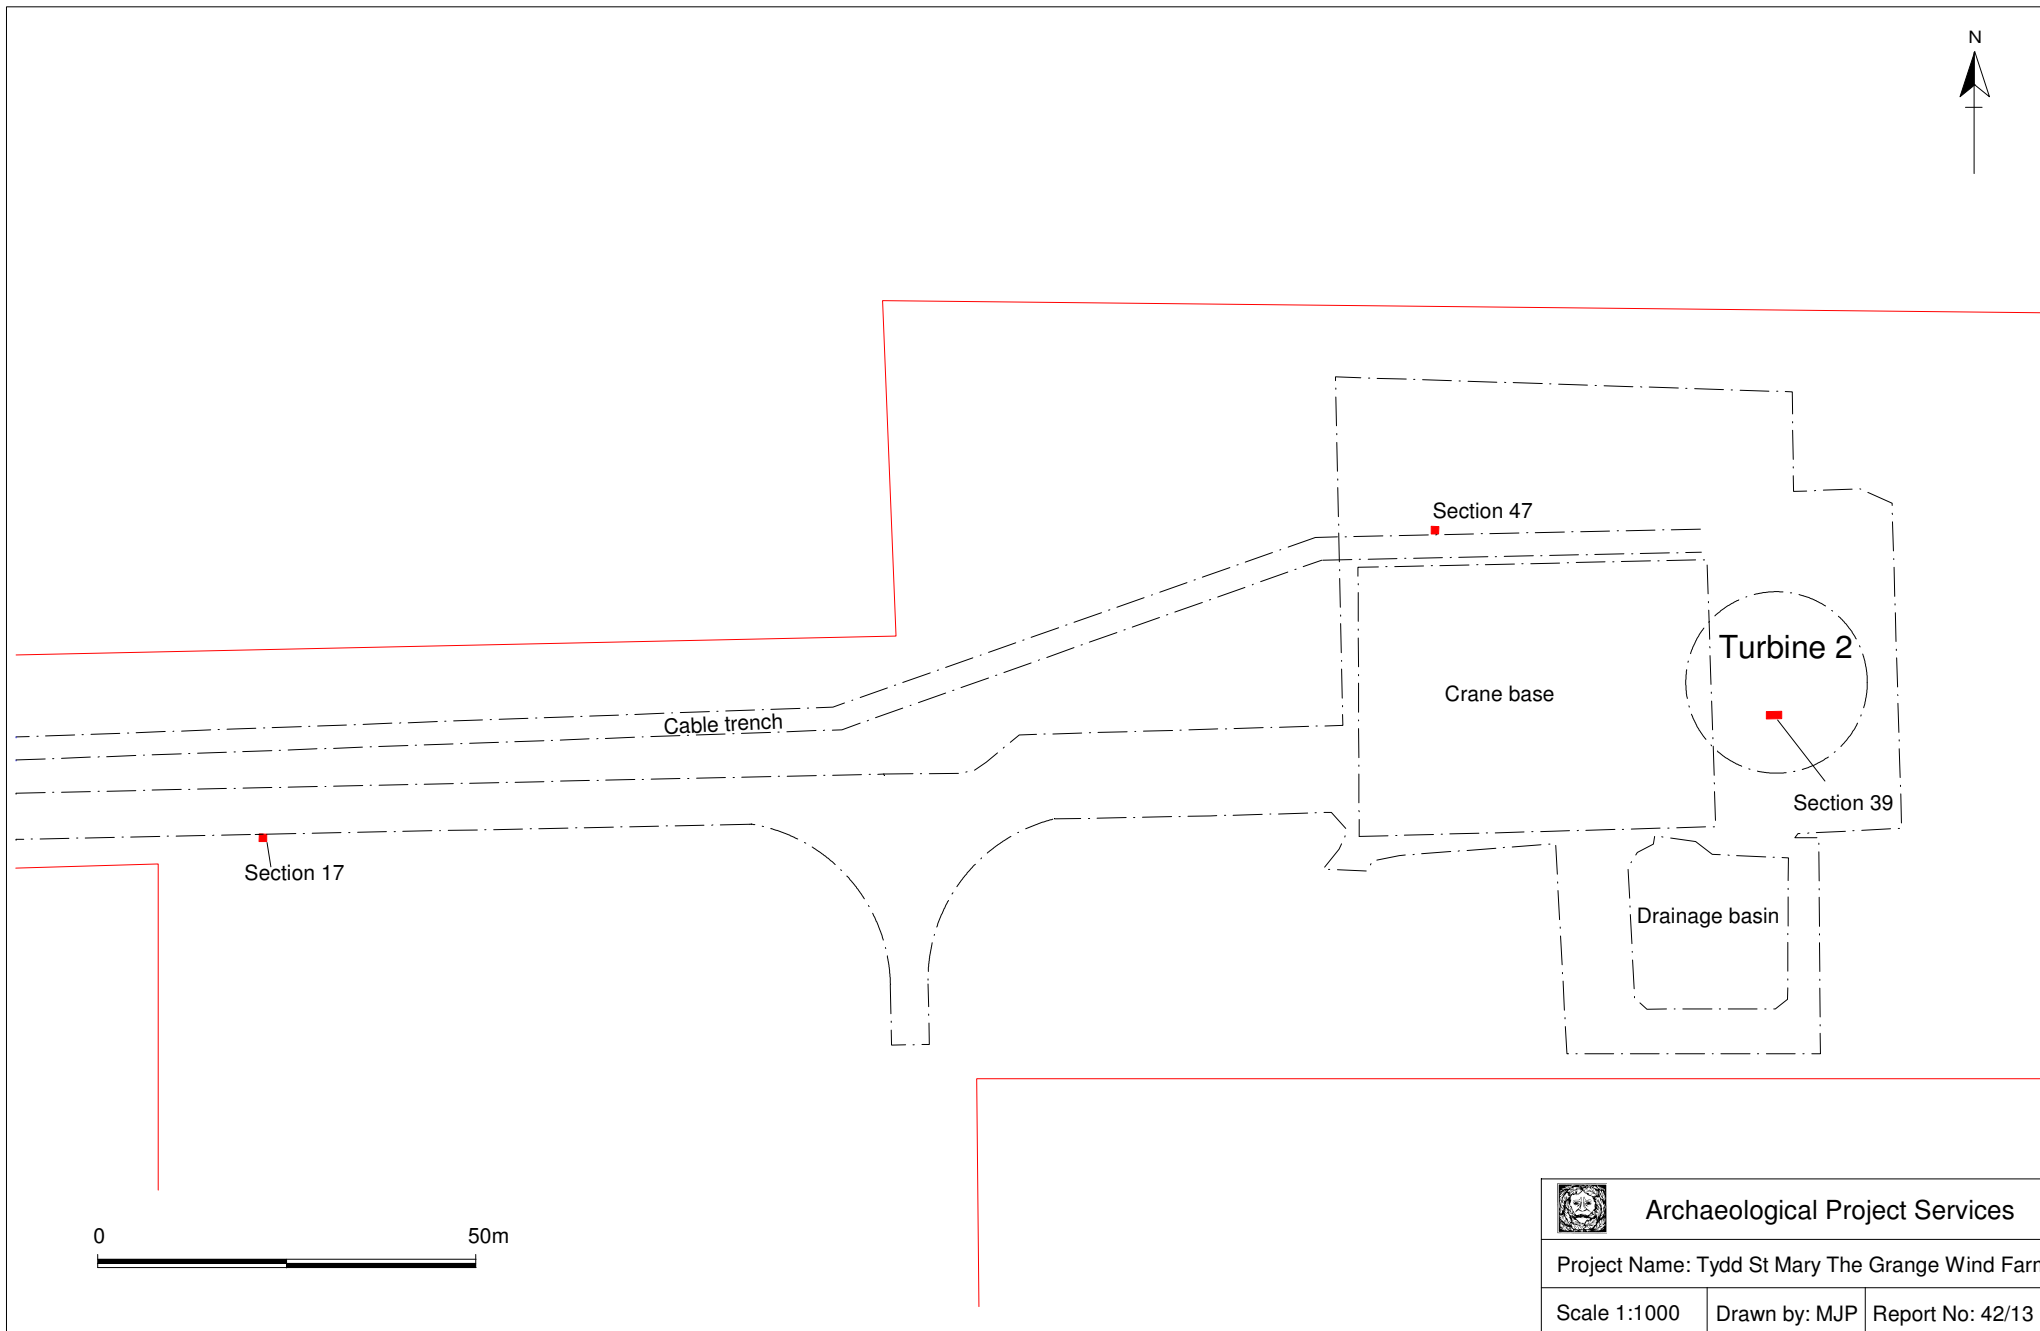 N
Section 47
Turbine 2
Crane base
Cable trench
Section 39
Section 17
Drainage basin
0 50m
Archaeological Project Services
Project Name: Tydd St Mary The Grange Wind Farm
Scale 1:1000 Drawn by: MJP Report No: 42/13